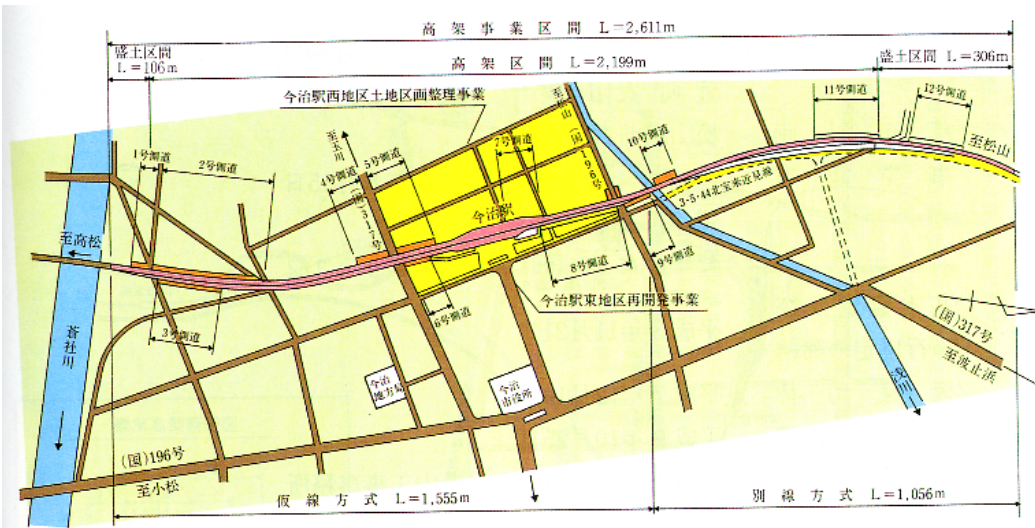 高架事業区間 L=2,611m
盛土区間
L=106m
高架区間 L=2,199m
盛土区間 L=306m
今治駅西地区土地区画整理事業
至松山
(国)196号
11号側道
12号側道
至玉川
(国)317号
1号側道
2号側道
4号側道
5号側道
7号側道
10号側道
至松山
3・5・44北宝来近見線
今治駅
至高松
8号側道
9号側道
今治駅東地区再開発事業
6号側道
3号側道
蒼社川
今治
地方局
今治
市役所
(国)317号
至波止浜
浅川
(国)196号
至小松
仮線方式 L=1,555m
別線方式 L=1,056m